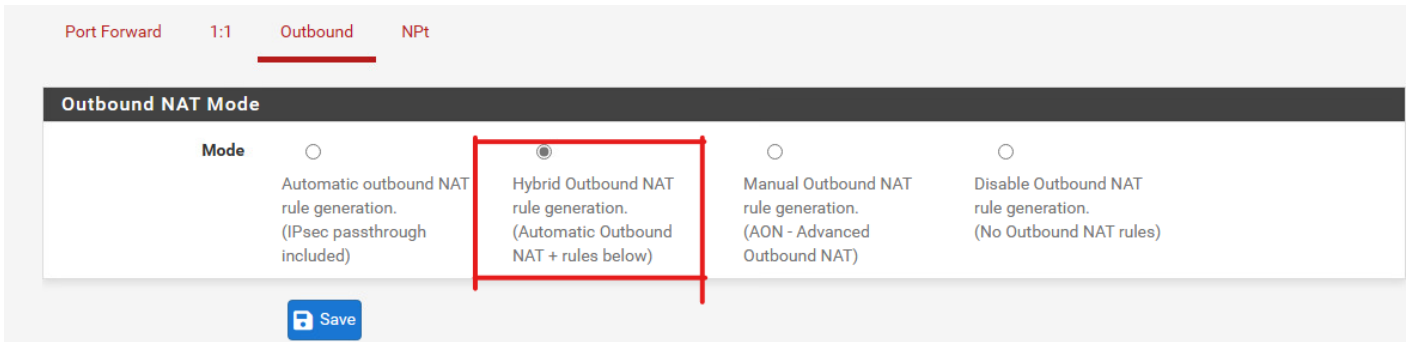 Port Forward 1:1 Outbound NPt
Outbound NAT Mode
Mode
Automatic outbound NAT
rule generation.
(IPsec passthrough
included)
Hybrid Outbound NAT
rule generation.
(Automatic Outbound
NAT + rules below)
Manual Outbound NAT
rule generation.
(AON - Advanced
Outbound NAT)
Disable Outbound NAT
rule generation.
(No Outbound NAT rules)
Save